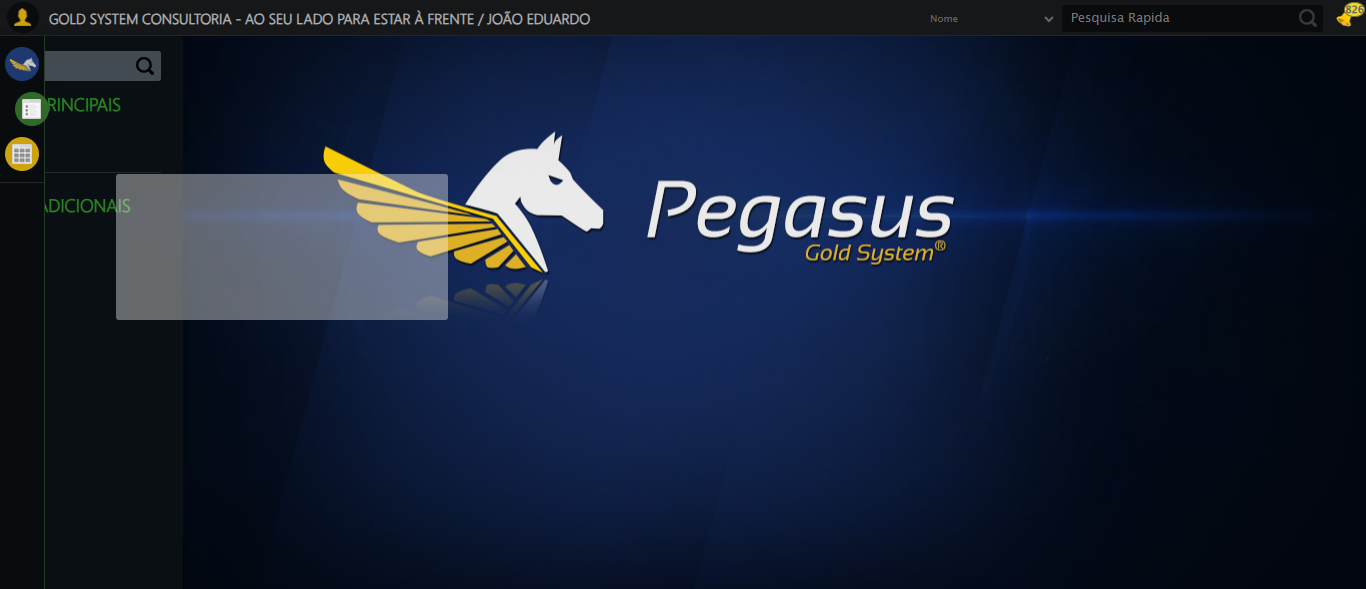 GOLD SYSTEM CONSULTORIA - AO SEU LADO PARA ESTAR À FRENTE / JOÃO EDUARDO
Nome
Pesquisa Rapida
826
RINCIPAIS
ADICIONAIS
Pegasus
Gold System®